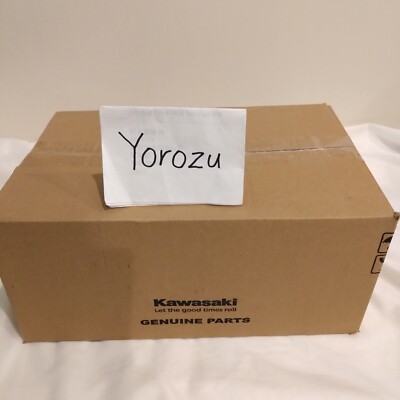 Yorozu
Kawasaki
Let the good times roll
GENUINE PARTS